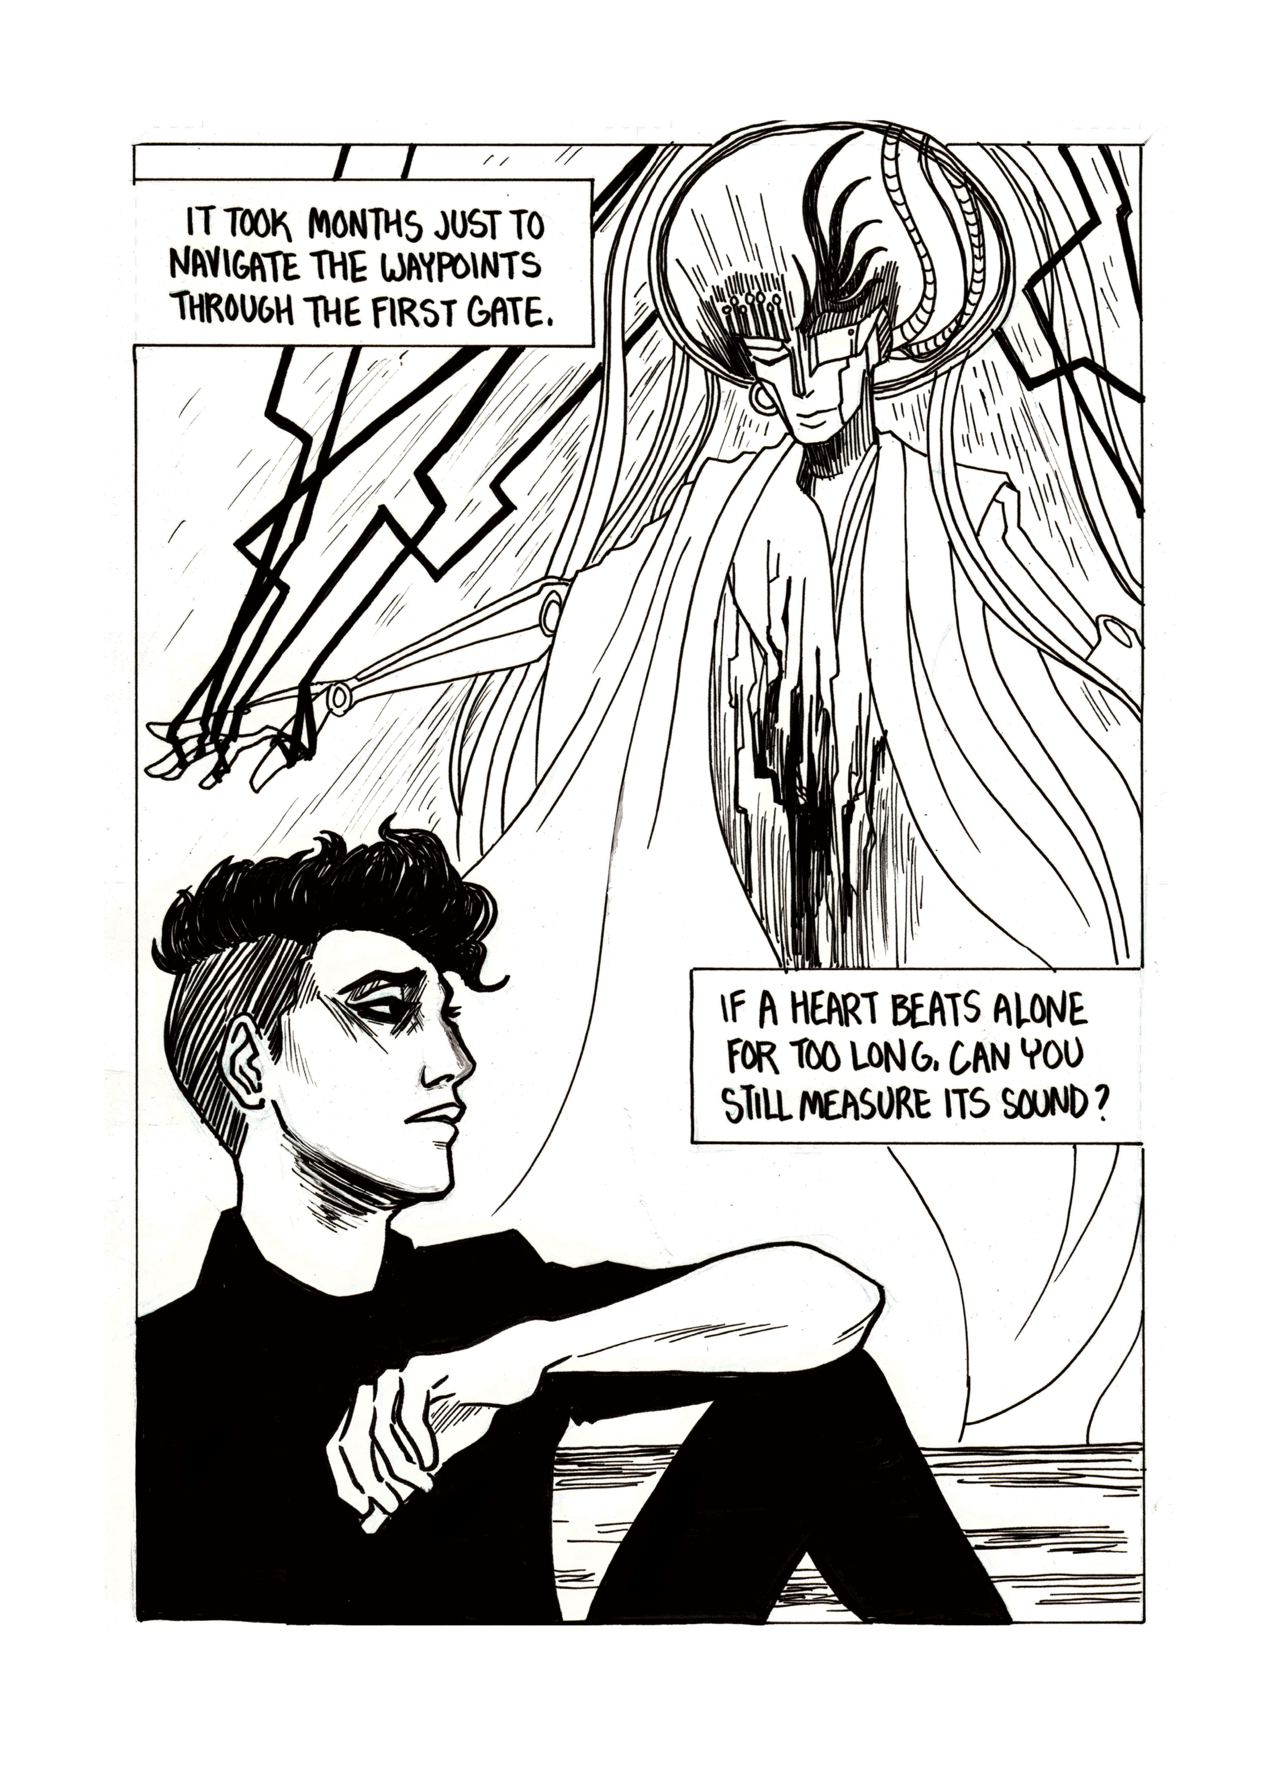 IT TOOK MONTHS JUST TO
NAVIGATE THE WAYPOINTS
THROUGH THE FIRST GATE.
IF A HEART BEATS ALONE
FOR TOO LONG, CAN YOU
STILL MEASURE ITS SOUND?